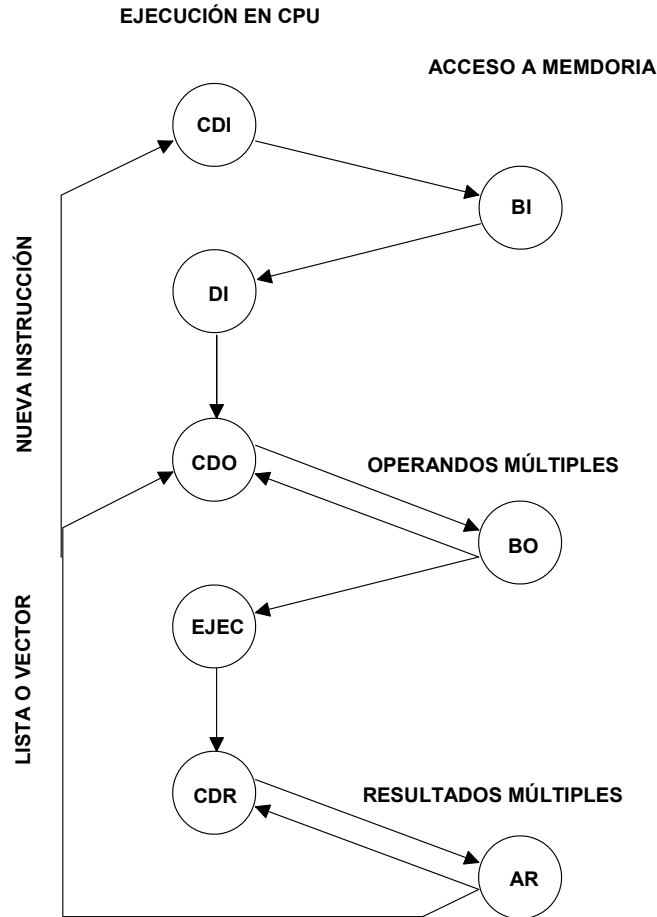 EJECUCIÓN EN CPU
ACCESO A MEMDORIA
CDI
BI
DI
NUEVA INSTRUCCIÓN
CDO
OPERANDOS MÚLTIPLES
BO
EJEC
LISTA O VECTOR
CDR
RESULTADOS MÚLTIPLES
AR